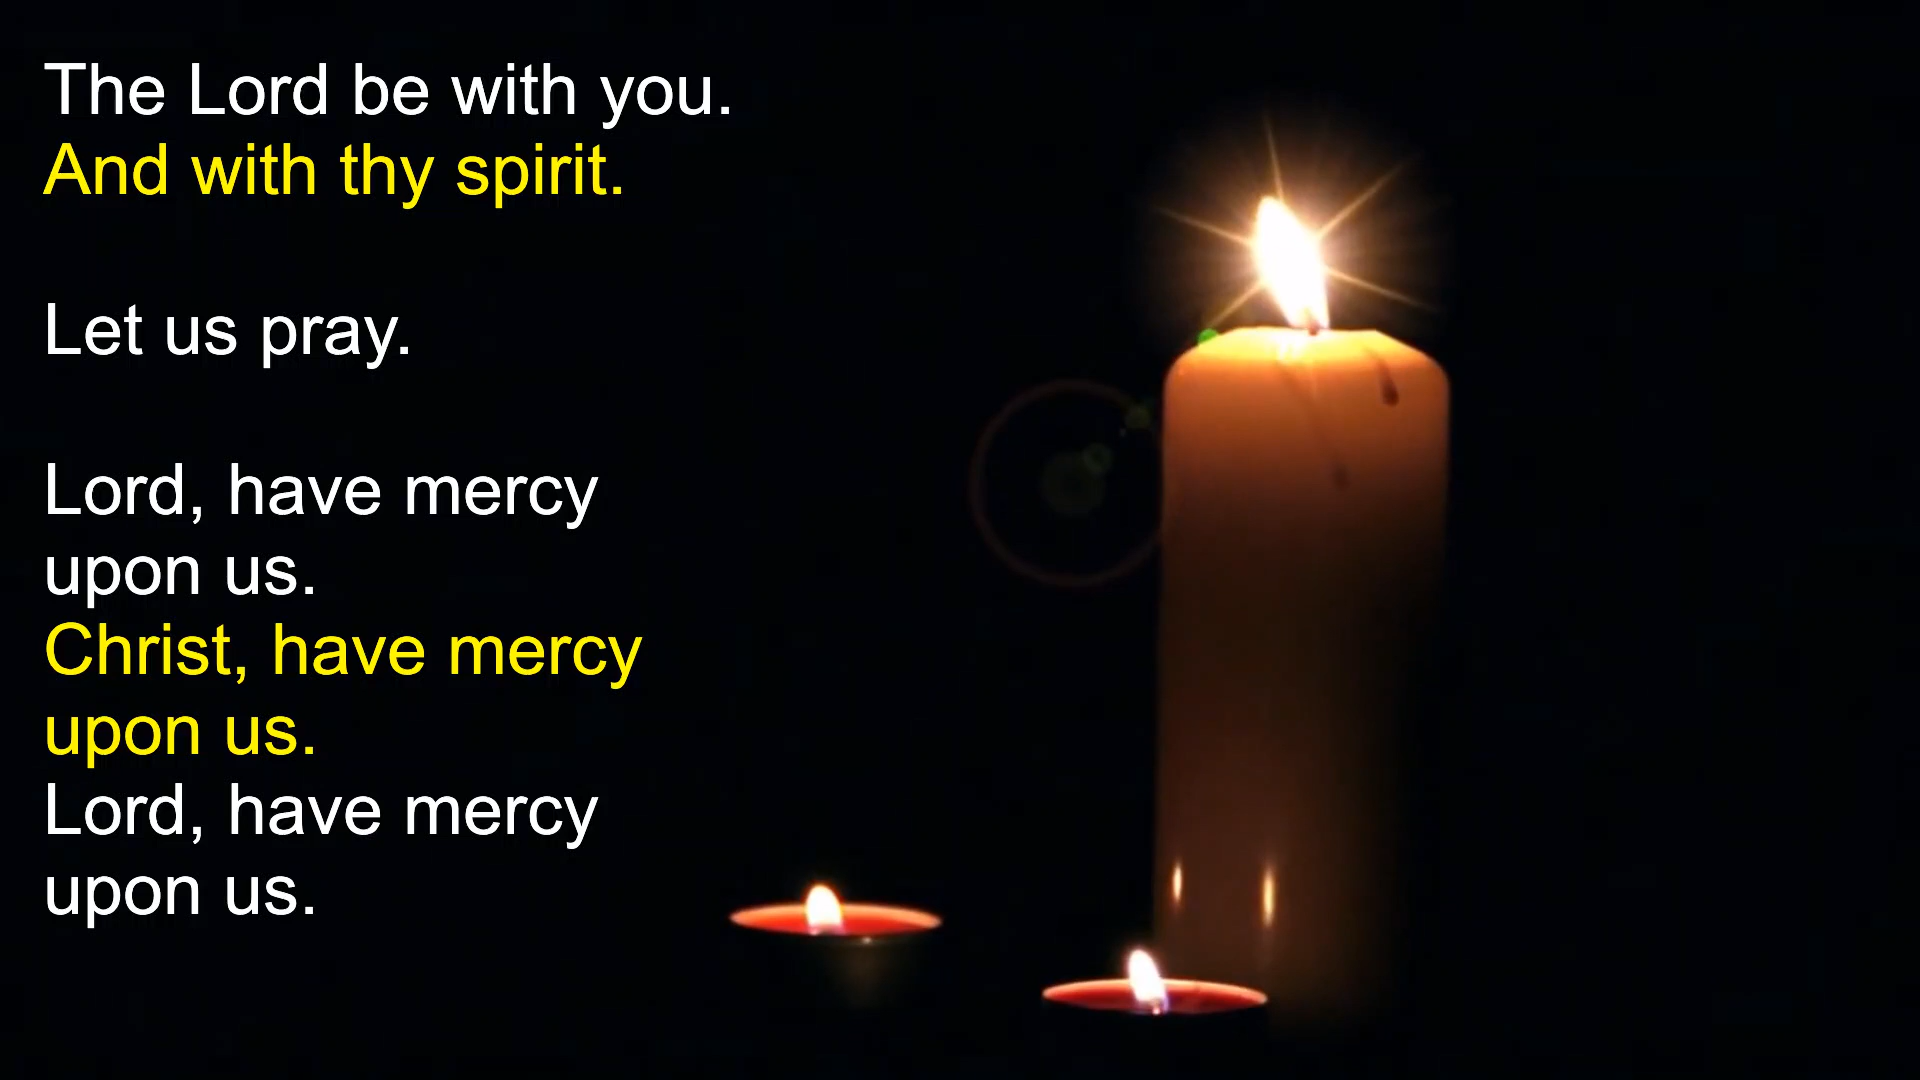 The Lord be with you.
And with thy spirit.
Let us pray.
Lord, have mercy
upon us.
Christ, have mercy
upon us.
Lord, have mercy
upon us.